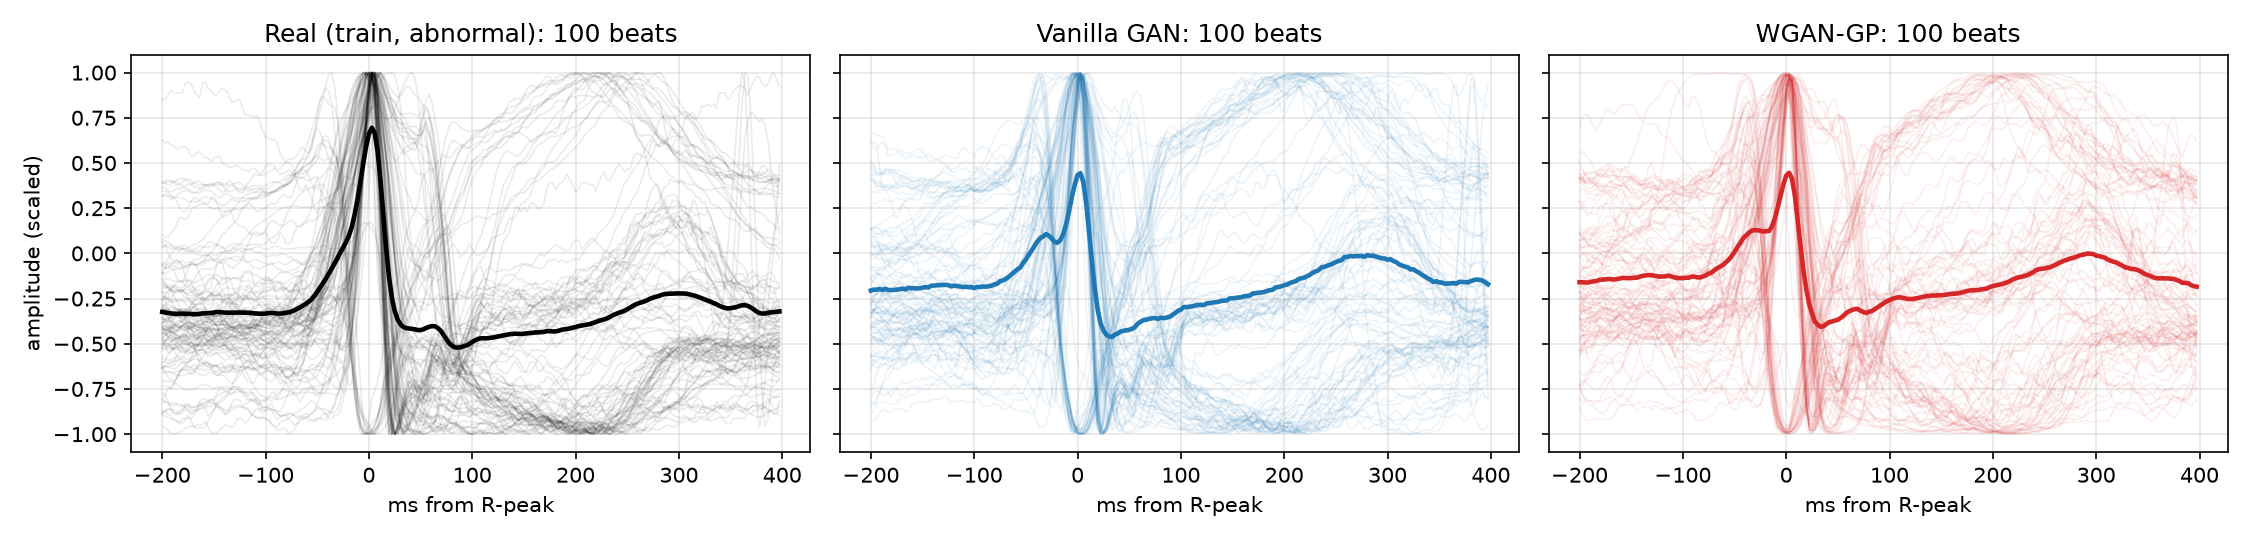 Real (train, abnormal): 100 beats
Vanilla GAN: 100 beats
WGAN-GP: 100 beats
amplitude (scaled)
1.00
0.75
0.50
0.25
0.00
−0.25
−0.50
−0.75
−1.00
−200 −100 0 100 200 300 400
−200 −100 0 100 200 300 400
−200 −100 0 100 200 300 400
ms from R-peak
ms from R-peak
ms from R-peak